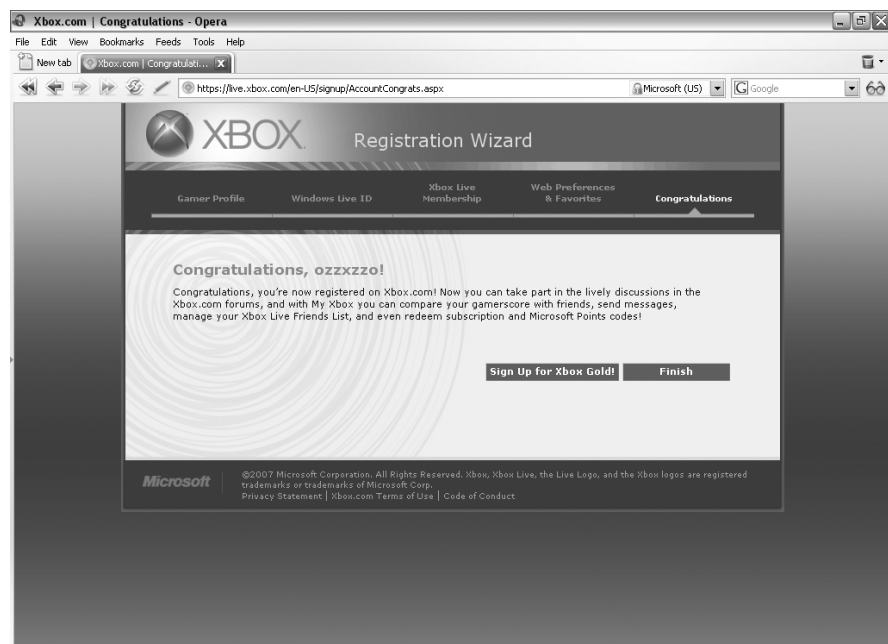 Xbox.com | Congratulations - Opera
File Edit View Bookmarks Feeds Tools Help
New tab Xbox.com | Congratulati...
https://live.xbox.com/en-US/signup/AccountCongrats.aspx Microsoft (US) G Google
XBOX Registration Wizard
Gamer Profile
Windows Live ID
Xbox Live
Membership
Web Preferences
& Favorites
Congratulations
Congratulations, ozzxzzo!
Congratulations, you're now registered on Xbox.com! Now you can take part in the lively discussions in the
Xbox.com forums, and with My Xbox you can compare your gamerscore with friends, send messages,
manage your Xbox Live Friends List, and even redeem subscription and Microsoft Points codes!
Sign Up for Xbox Gold! Finish
Microsoft
©2007 Microsoft Corporation. All Rights Reserved. Xbox, Xbox Live, the Live Logo, and the Xbox logos are registered
trademarks or trademarks of Microsoft Corp.
Privacy Statement | Xbox.com Terms of Use | Code of Conduct